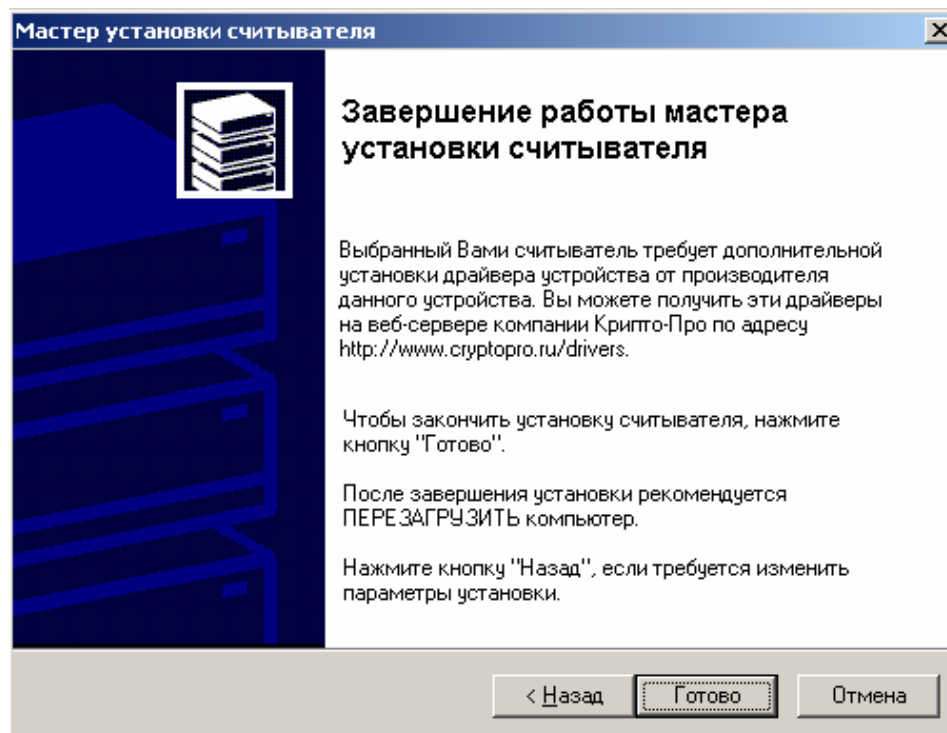 Мастер установки считывателя
Завершение работы мастера
установки считывателя
Выбранный Вами считыватель требует дополнительной
установки драйвера устройства от производителя
данного устройства. Вы можете получить эти драйверы
на веб-сервере компании Крипто-Про по адресу
http://www.cryptopro.ru/drivers.
Чтобы закончить установку считывателя, нажмите
кнопку "Готово".
После завершения установки рекомендуется
ПЕРЕЗАГРУЗИТЬ компьютер.
Нажмите кнопку "Назад", если требуется изменить
параметры установки.
< Назад Готово Отмена